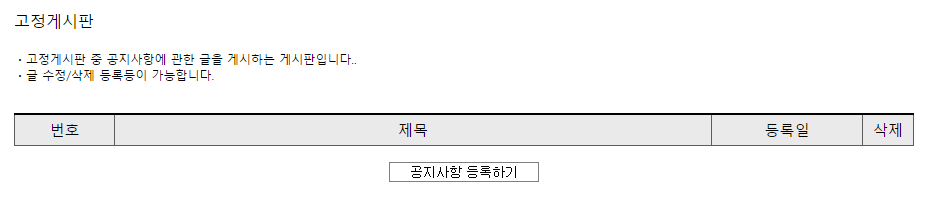 고정게시판
· 고정게시판 중 공지사항에 관한 글을 게시하는 게시판입니다..
· 글 수정/삭제 등록등이 가능합니다.
번호 제목 등록일 삭제
공지사항 등록하기